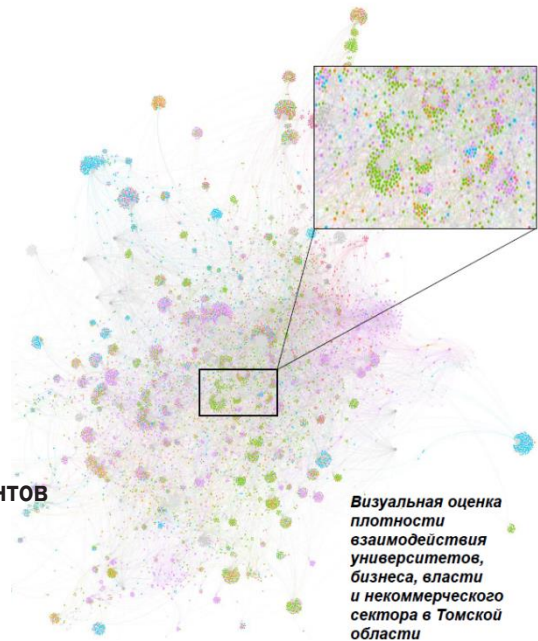 нтов
Визуальная оценка
плотности
взаимодействия
университетов,
бизнеса, власти
и некоммерческого
сектора в Томской
области